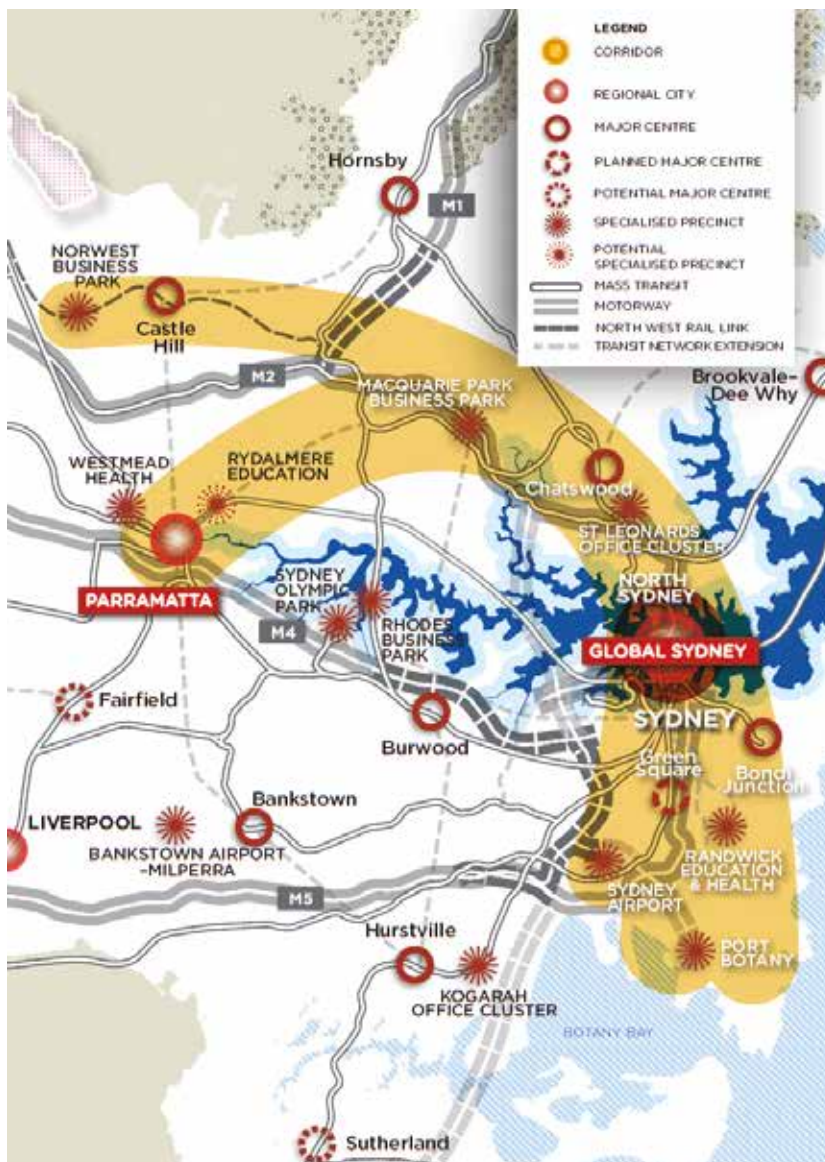 LEGEND
CORRIDOR
REGIONAL CITY
MAJOR CENTRE
PLANNED MAJOR CENTRE
POTENTIAL MAJOR CENTRE
SPECIALISED PRECINCT
POTENTIAL
SPECIALISED PRECINCT
MASS TRANSIT
MOTORWAY
NORTH WEST RAIL LINK
TRANSIT NETWORK EXTENSION
Hornsby
M1
NORWEST
BUSINESS
PARK
Castle
Hill
M2
MACQUARIE PARK
BUSINESS PARK
Brookvale-
Dee Why
WESTMEAD
HEALTH
RYDALMERE
EDUCATION
Chatswood
ST LEONARDS
OFFICE CLUSTER
PARRAMATTA
SYDNEY
OLYMPIC
PARK
M4
RHODES
BUSINESS
PARK
NORTH
SYDNEY
GLOBAL SYDNEY
SYDNEY
Fairfield
Burwood
Green
Square
Bondi
Junction
LIVERPOOL
Bankstown
BANKSTOWN AIRPORT
-MILPERRA
RANDWICK
EDUCATION
& HEALTH
SYDNEY
AIRPORT
M5
Hurstville
KOGARAH
OFFICE CLUSTER
PORT
BOTANY
BOTANY BAY
Sutherland